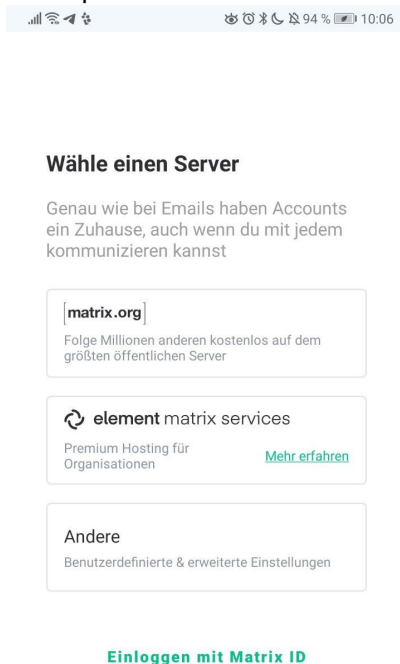 94 % 10:06
Wähle einen Server
Genau wie bei Emails haben Accounts
ein Zuhause, auch wenn du mit jedem
kommunizieren kannst
[matrix.org]
Folge Millionen anderen kostenlos auf dem
größten öffentlichen Server
element matrix services
Premium Hosting für
Organisationen
Mehr erfahren
Andere
Benutzerdefinierte & erweiterte Einstellungen
Einloggen mit Matrix ID